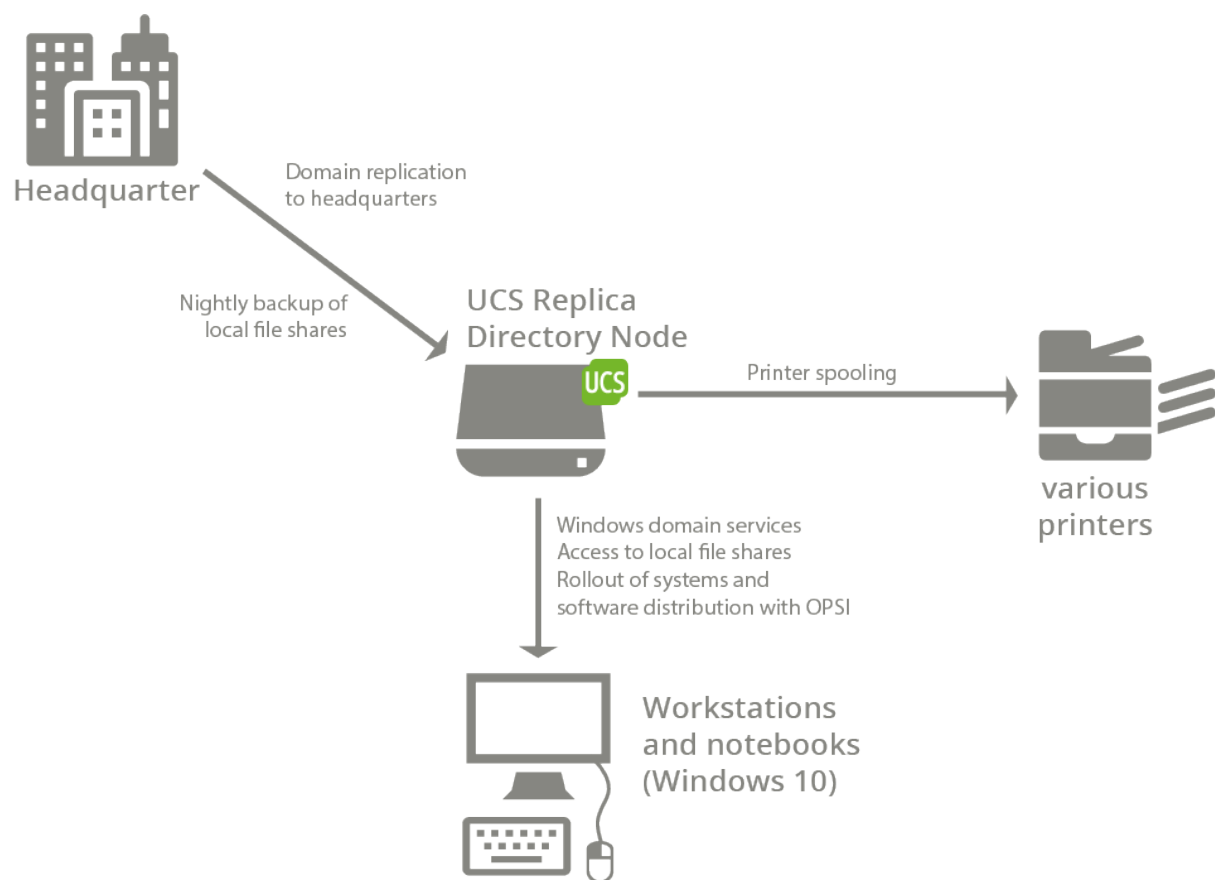 Headquarter
Domain replication
to headquarters
Nightly backup of
local file shares
UCS Replica
Directory Node
UCS
Printer spooling
various
printers
Windows domain services
Access to local file shares
Rollout of systems and
software distribution with OPSI
Workstations
and notebooks
(Windows 10)